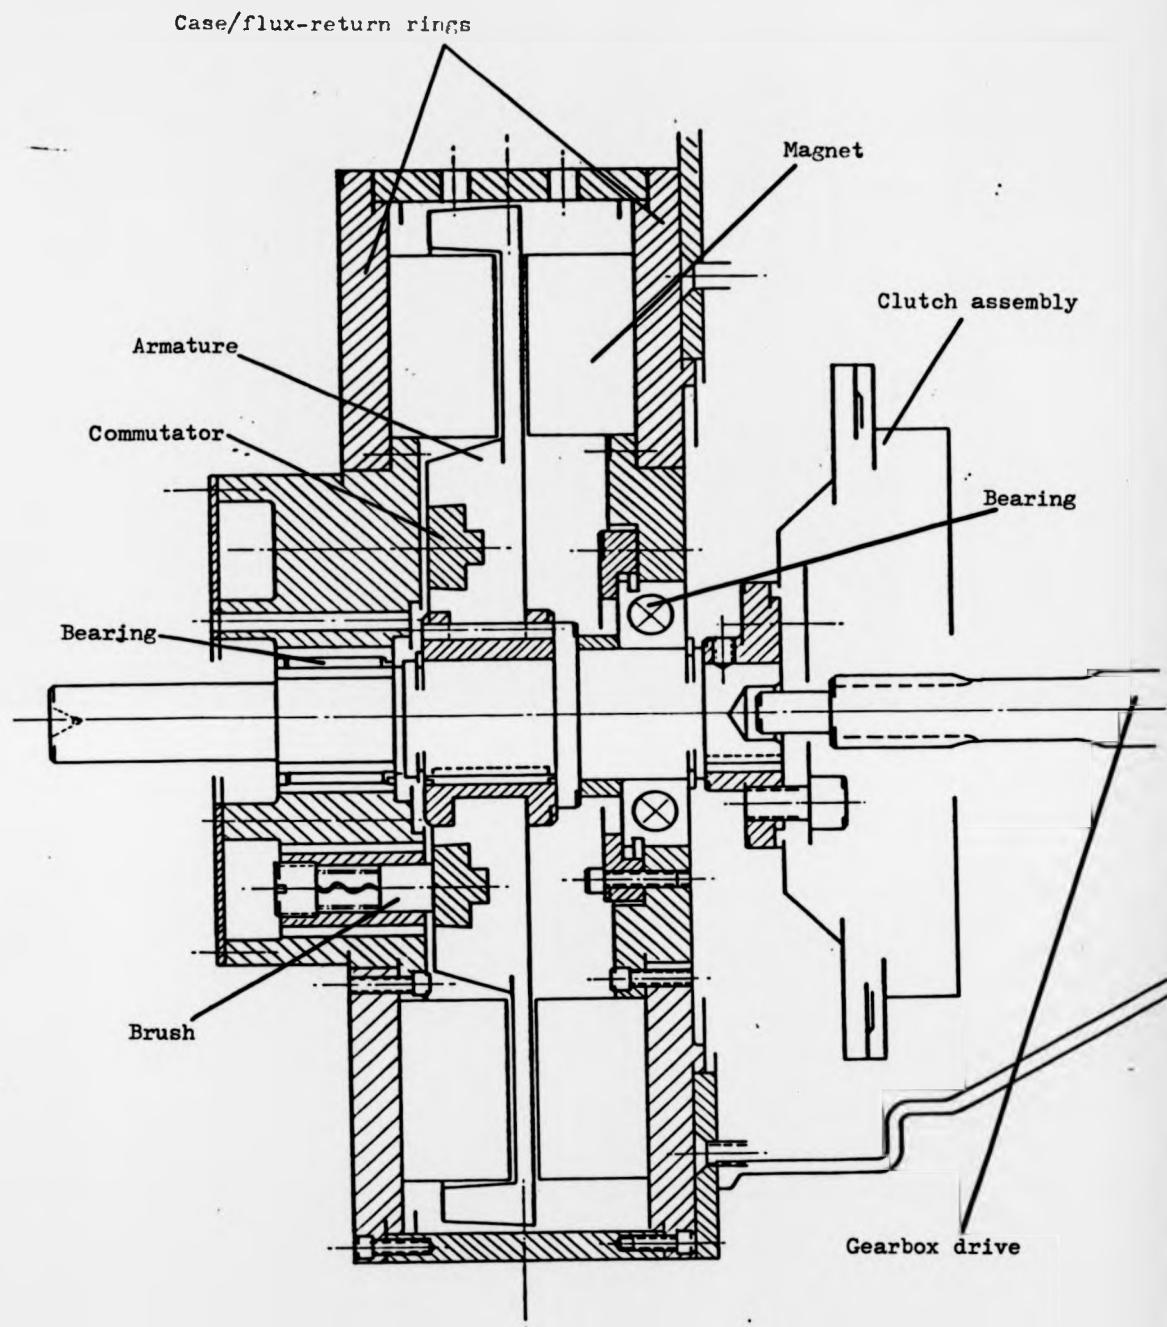 Case/flux-return rings
Magnet
Clutch assembly
Armature
Commutator
Bearing
Bearing
Brush
Gearbox drive